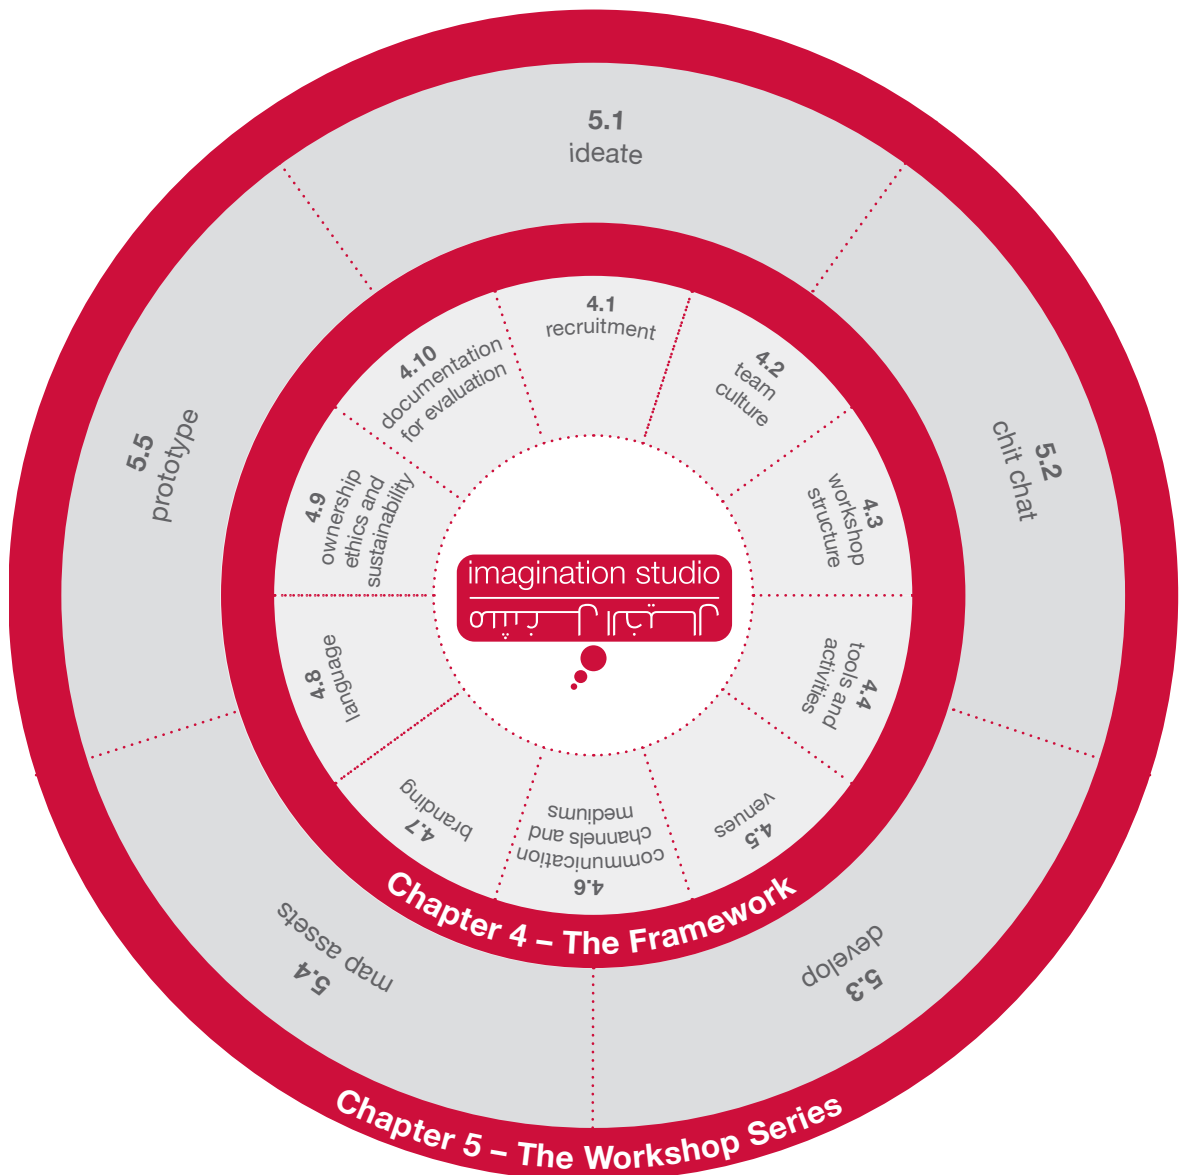 5.1
ideate
5.2
chit chat
5.3
develop
5.4
map assets
5.5
prototype
4.1
recruitment
4.2
team
culture
4.3
workshop
structure
4.4
tools and
activities
4.5
venues
4.6
communication
channels and
mediums
4.7
branding
4.8
language
4.9
ownership
ethics and
sustainability
4.10
documentation
for evaluation
imagination studio
Chapter 4 – The Framework
Chapter 5 – The Workshop Series